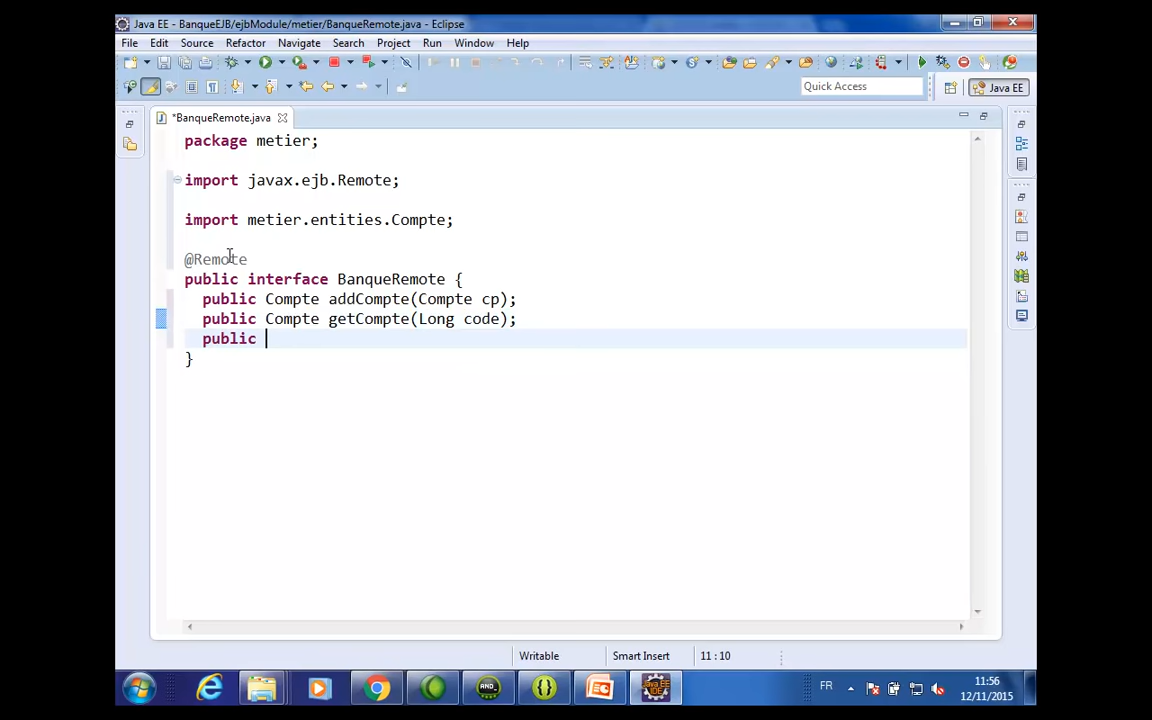 Java EE - BanqueEJB/ejbModule/metier/BanqueRemote.java - Eclipse
File Edit Source Refactor Navigate Search Project Run Window Help
Quick Access
Java EE
*BanqueRemote.java
package metier;
import javax.ejb.Remote;
import metier.entities.Compte;
@Remote
public interface BanqueRemote {
public Compte addCompte(Compte cp);
public Compte getCompte(Long code);
public
}
Writable Smart Insert 11 : 10
FR 11:56
12/11/2015